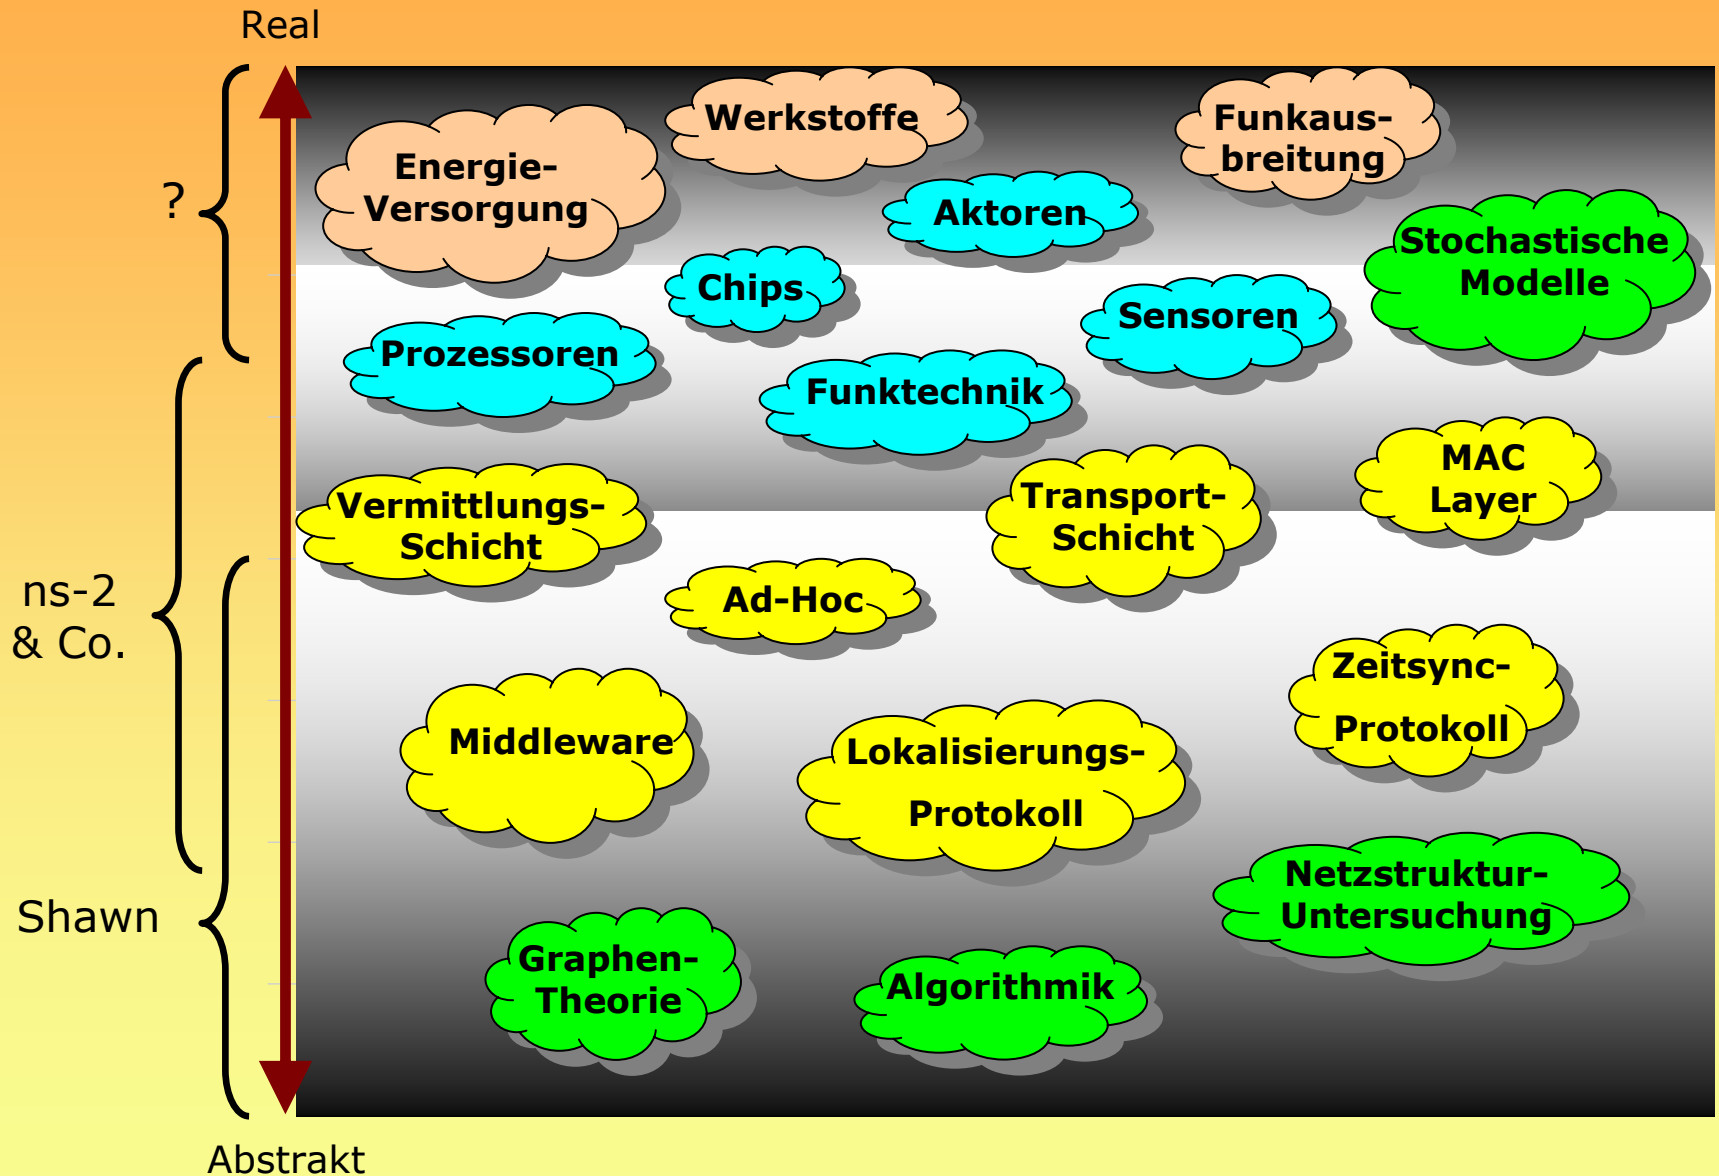 Real
Werkstoffe
Funkaus-
breitung
Energie-
Versorgung
?
Aktoren
Stochastische
Modelle
Chips
Sensoren
Prozessoren
Funktechnik
MAC
Layer
Vermittlungs-
Schicht
Transport-
Schicht
ns-2
& Co.
Ad-Hoc
Zeitsync-
Protokoll
Middleware
Lokalisierungs-
Protokoll
Netzstruktur-
Untersuchung
Shawn
Graphen-
Theorie
Algorithmik
Abstrakt